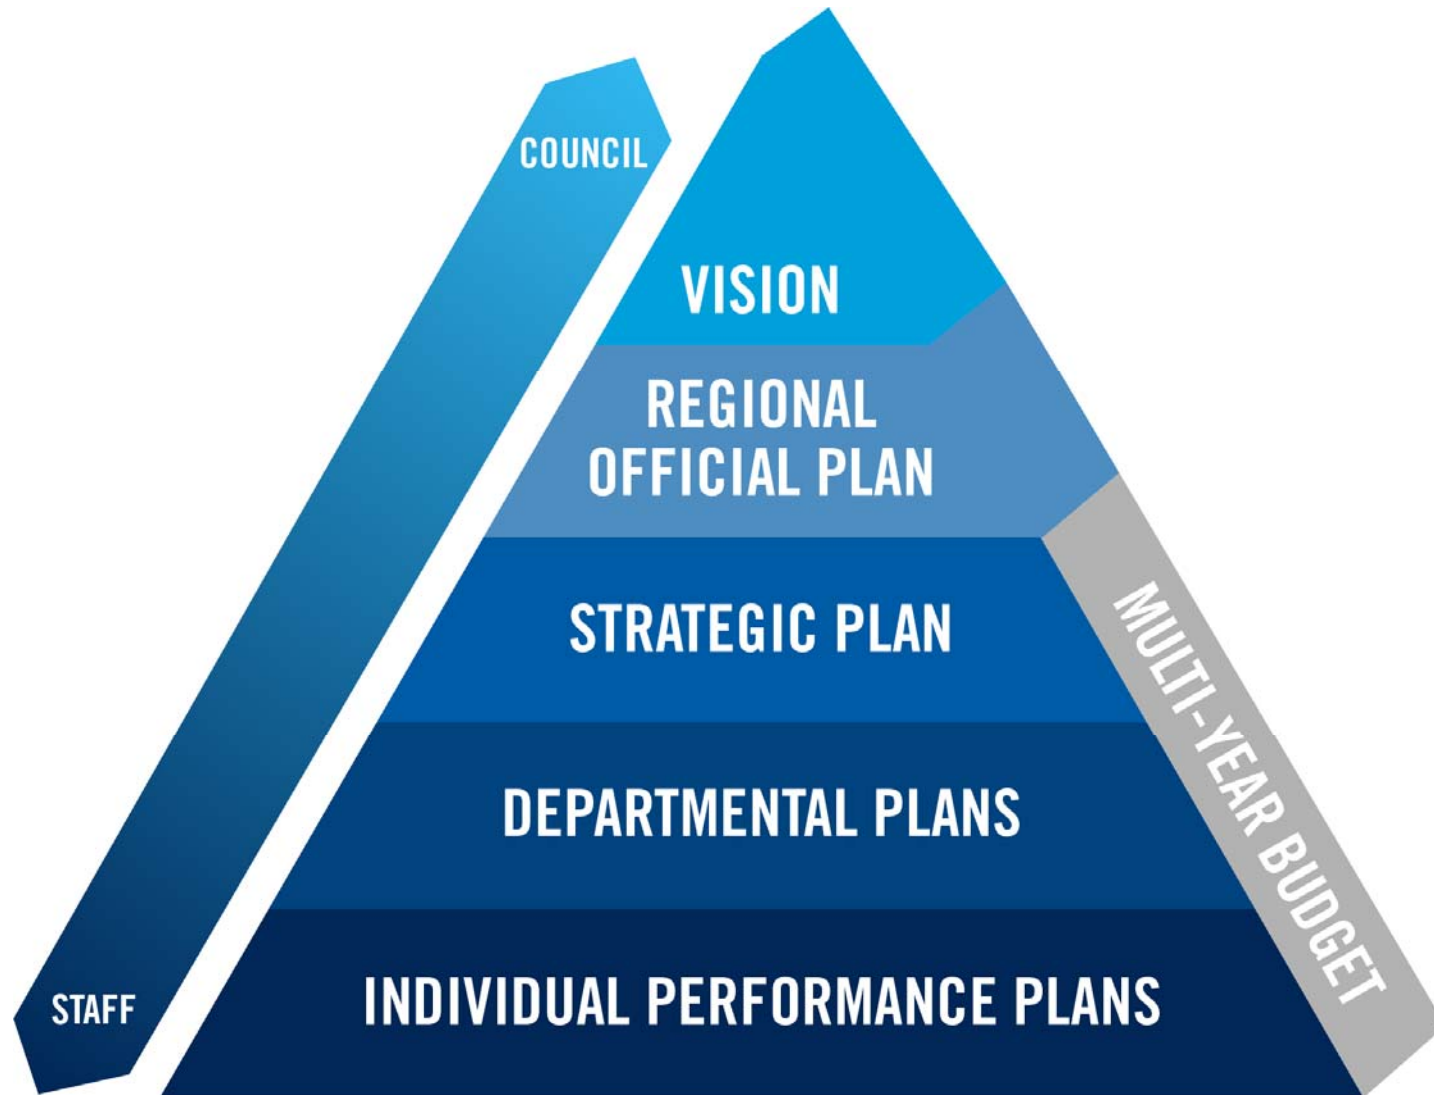 COUNCIL
VISION
REGIONAL
OFFICIAL PLAN
STRATEGIC PLAN
DEPARTMENTAL PLANS
INDIVIDUAL PERFORMANCE PLANS
MULTI-YEAR BUDGET
STAFF